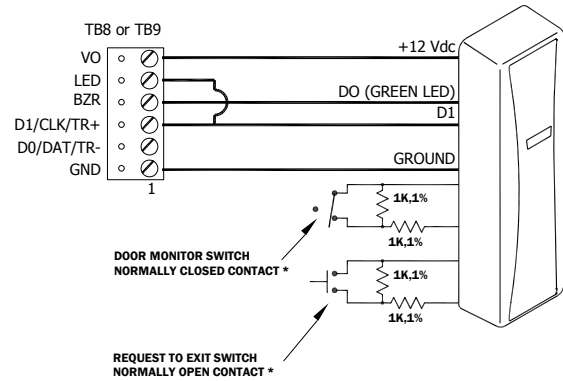 TB8 or TB9
VO
LED
BZR
D1/CLK/TR+
D0/DAT/TR-
GND
1
+12 Vdc
DO (GREEN LED)
D1
GROUND
1K,1%
1K,1%
DOOR MONITOR SWITCH
NORMALLY CLOSED CONTACT *
1K,1%
1K,1%
REQUEST TO EXIT SWITCH
NORMALLY OPEN CONTACT *